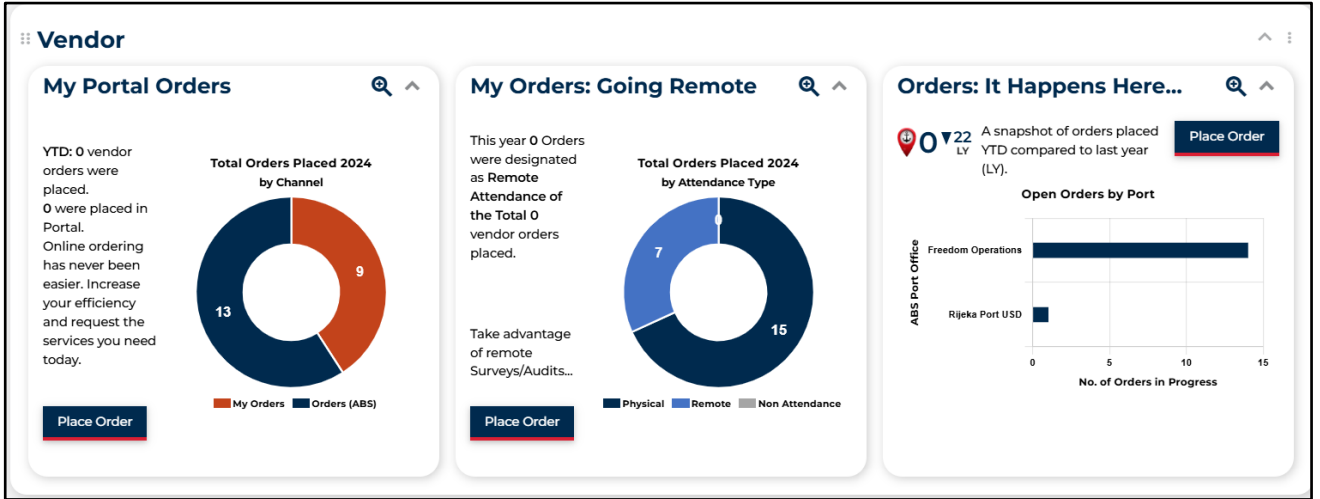 Vendor
My Portal Orders
YTD: 0 vendor
orders were
placed.
0 were placed in
Portal.
Online ordering
has never been
easier. Increase
your efficiency
and request the
services you need
today.
Place Order
Total Orders Placed 2024
by Channel
9
13
My Orders Orders (ABS)
My Orders: Going Remote
This year 0 Orders
were designated
as Remote
Attendance of
the Total 0
vendor orders
placed.
Take advantage
of remote
Surveys/Audits...
Place Order
Total Orders Placed 2024
by Attendance Type
0
7
15
Physical Remote Non Attendance
Orders: It Happens Here...
0 ▼22
LY
A snapshot of orders placed
YTD compared to last year
(LY).
Place Order
Open Orders by Port
ABS Port Office
Freedom Operations
Rijeka Port USD
0 5 10 15
No. of Orders in Progress